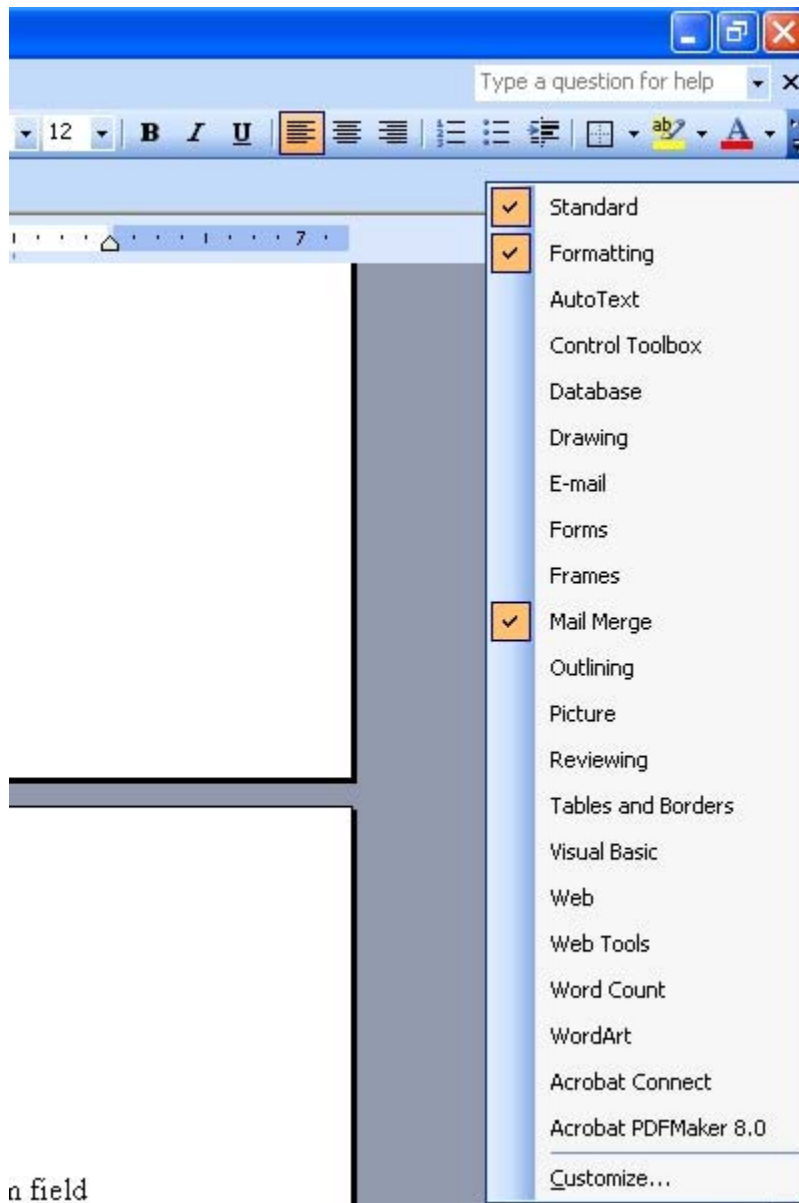 Type a question for help
12 B I U ab A
7
Standard
Formatting
AutoText
Control Toolbox
Database
Drawing
E-mail
Forms
Frames
Mail Merge
Outlining
Picture
Reviewing
Tables and Borders
Visual Basic
Web
Web Tools
Word Count
WordArt
Acrobat Connect
Acrobat PDFMaker 8.0
Customize...
n field